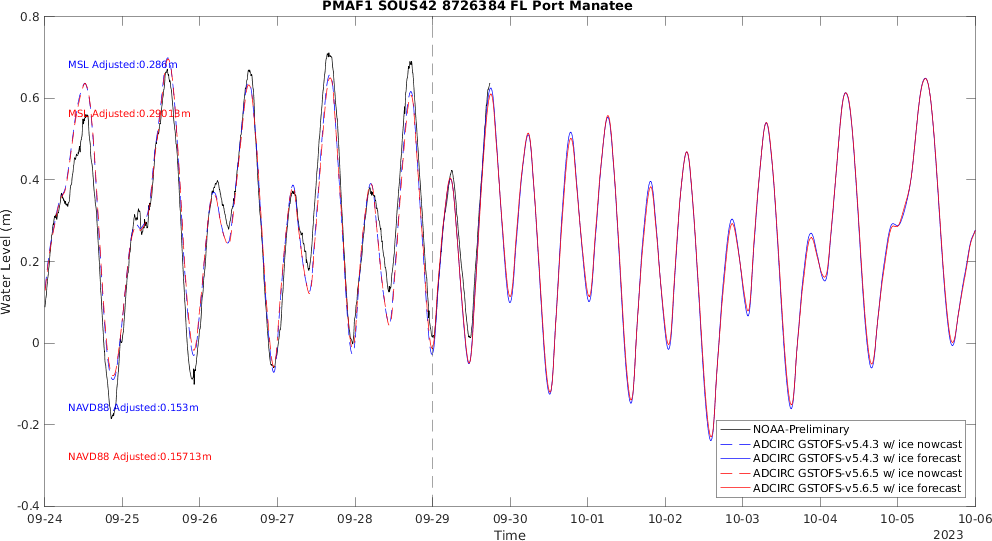 PMAF1 SOUS42 8726384 FL Port Manatee
0.8
0.6
0.4
0.2
0
-0.2
-0.4
Water Level (m)
MSL Adjusted:0.286m
MSL Adjusted:0.29013m
NAVD88 Adjusted:0.153m
NAVD88 Adjusted:0.15713m
NOAA-Preliminary
ADCIRC GSTOFS-v5.4.3 w/ ice nowcast
ADCIRC GSTOFS-v5.4.3 w/ ice forecast
ADCIRC GSTOFS-v5.6.5 w/ ice nowcast
ADCIRC GSTOFS-v5.6.5 w/ ice forecast
09-24 09-25 09-26 09-27 09-28 09-29 09-30 10-01 10-02 10-03 10-04 10-05 10-06
Time
2023